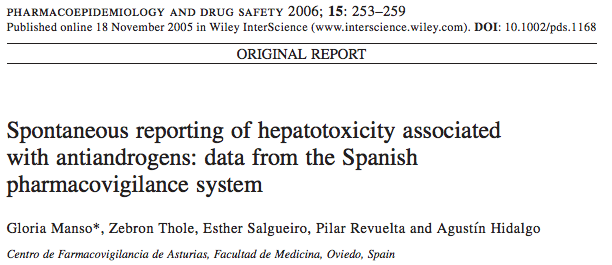 PHARMACOEPIDEMIOLOGY AND DRUG SAFETY 2006; 15: 253–259
Published online 18 November 2005 in Wiley InterScience (www.interscience.wiley.com). DOI: 10.1002/pds.1168
ORIGINAL REPORT
Spontaneous reporting of hepatotoxicity associated
with antiandrogens: data from the Spanish
pharmacovigilance system
Gloria Manso*, Zebron Thole, Esther Salgueiro, Pilar Revuelta and Agustín Hidalgo
Centro de Farmacovigilancia de Asturias, Facultad de Medicina, Oviedo, Spain